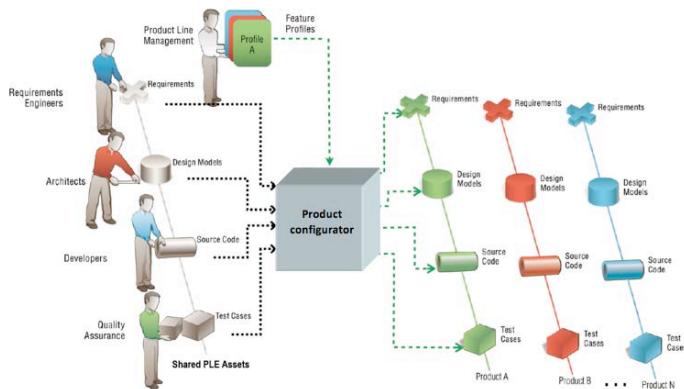 Product Line
Management
Feature
Profiles
Profile
A
Requirements
Engineers
Requirements
Architects
Design Models
Developers
Source Code
Quality
Assurance
Test Cases
Shared PLE Assets
Product
configurator
Requirements
Design
Models
Source
Code
Test
Cases
Product A
Requirements
Design
Models
Source
Code
Test
Cases
Product B
• • •
Requirements
Design
Models
Source
Code
Test
Cases
Product N